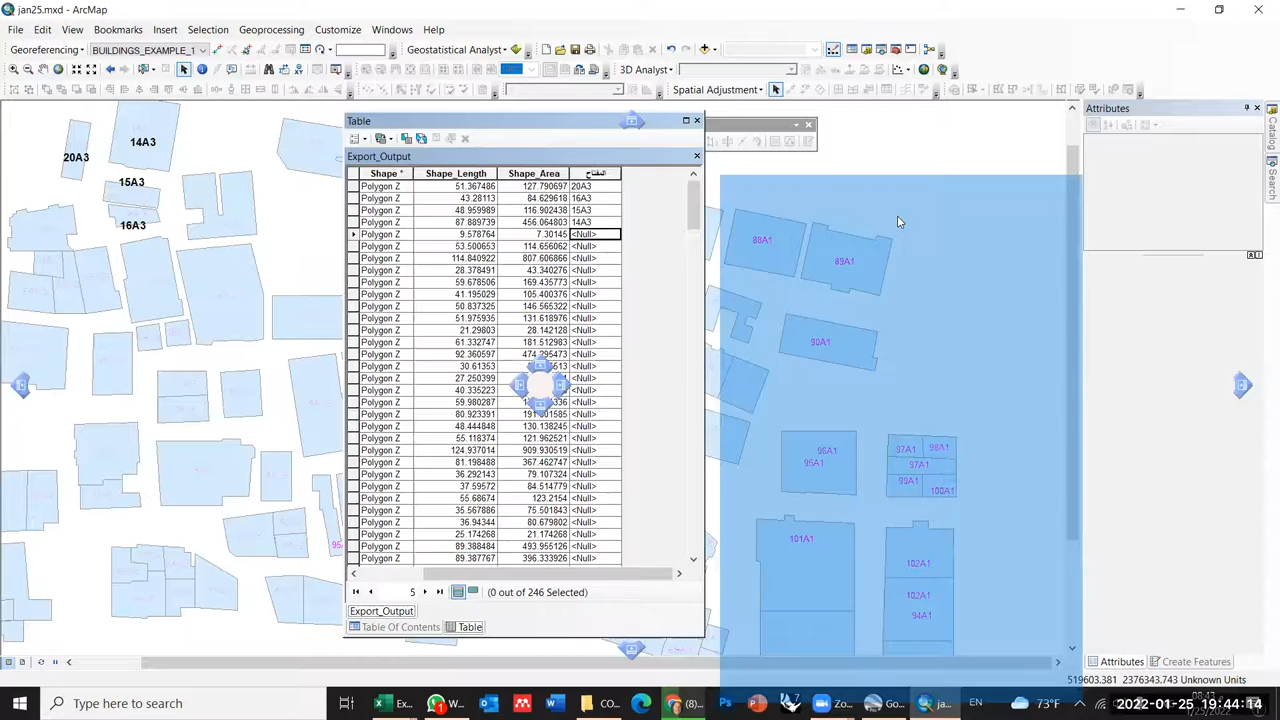 jan25.mxd - ArcMap
File Edit View Bookmarks Insert Selection Geoprocessing Customize Windows Help
Georeferencing BUILDINGS_EXAMPLE_1 Geostatistical Analyst
3D Analyst
Spatial Adjustment
Table
Attributes
Export_Output
Shape * Shape_Length Shape_Area المفتاح
Polygon Z 51.367486 127.790697 20A3
Polygon Z 43.28113 84.629618 16A3
Polygon Z 48.959989 116.902438 15A3
Polygon Z 87.889739 456.064803 14A3
Polygon Z 9.578764 7.30145 <Null>
Polygon Z 53.500653 114.656062 <Null>
Polygon Z 114.840922 807.606866 <Null>
Polygon Z 28.378491 43.340276 <Null>
Polygon Z 59.678506 169.435773 <Null>
Polygon Z 41.195029 105.400376 <Null>
Polygon Z 50.837325 146.565322 <Null>
Polygon Z 51.975935 131.618976 <Null>
Polygon Z 21.29803 28.142128 <Null>
Polygon Z 61.332747 181.512983 <Null>
Polygon Z 92.360597 474.295473 <Null>
Polygon Z 30.61353 <Null>
Polygon Z 27.250399 <Null>
Polygon Z 40.335223 <Null>
Polygon Z 59.980287 <Null>
Polygon Z 80.923391 <Null>
Polygon Z 48.444848 130.138245 <Null>
Polygon Z 55.118374 121.962521 <Null>
Polygon Z 124.937014 909.930519 <Null>
Polygon Z 81.198488 367.462747 <Null>
Polygon Z 36.292143 79.107324 <Null>
Polygon Z 37.59572 84.514779 <Null>
Polygon Z 55.68674 123.2154 <Null>
Polygon Z 35.567886 75.501843 <Null>
Polygon Z 36.94344 80.679802 <Null>
Polygon Z 25.174268 21.174268 <Null>
Polygon Z 89.388484 493.955126 <Null>
Polygon Z 89.387767 396.333926 <Null>
5 (0 out of 246 Selected)
Export_Output
Table Of Contents Table
14A3
20A3
15A3
16A3
88A1
89A1
90A1
96A1
95A1
97A1 98A1
97A1
99A1
100A1
101A1
102A1
102A1
94A1
Catalog
Search
Attributes Create Features
519603.381 2376343.743 Unknown Units
Type here to search
Ex...
W...
CO...
(8)
Zo...
Go...
ja...
EN
73°F
2022-01-25 19:44:14